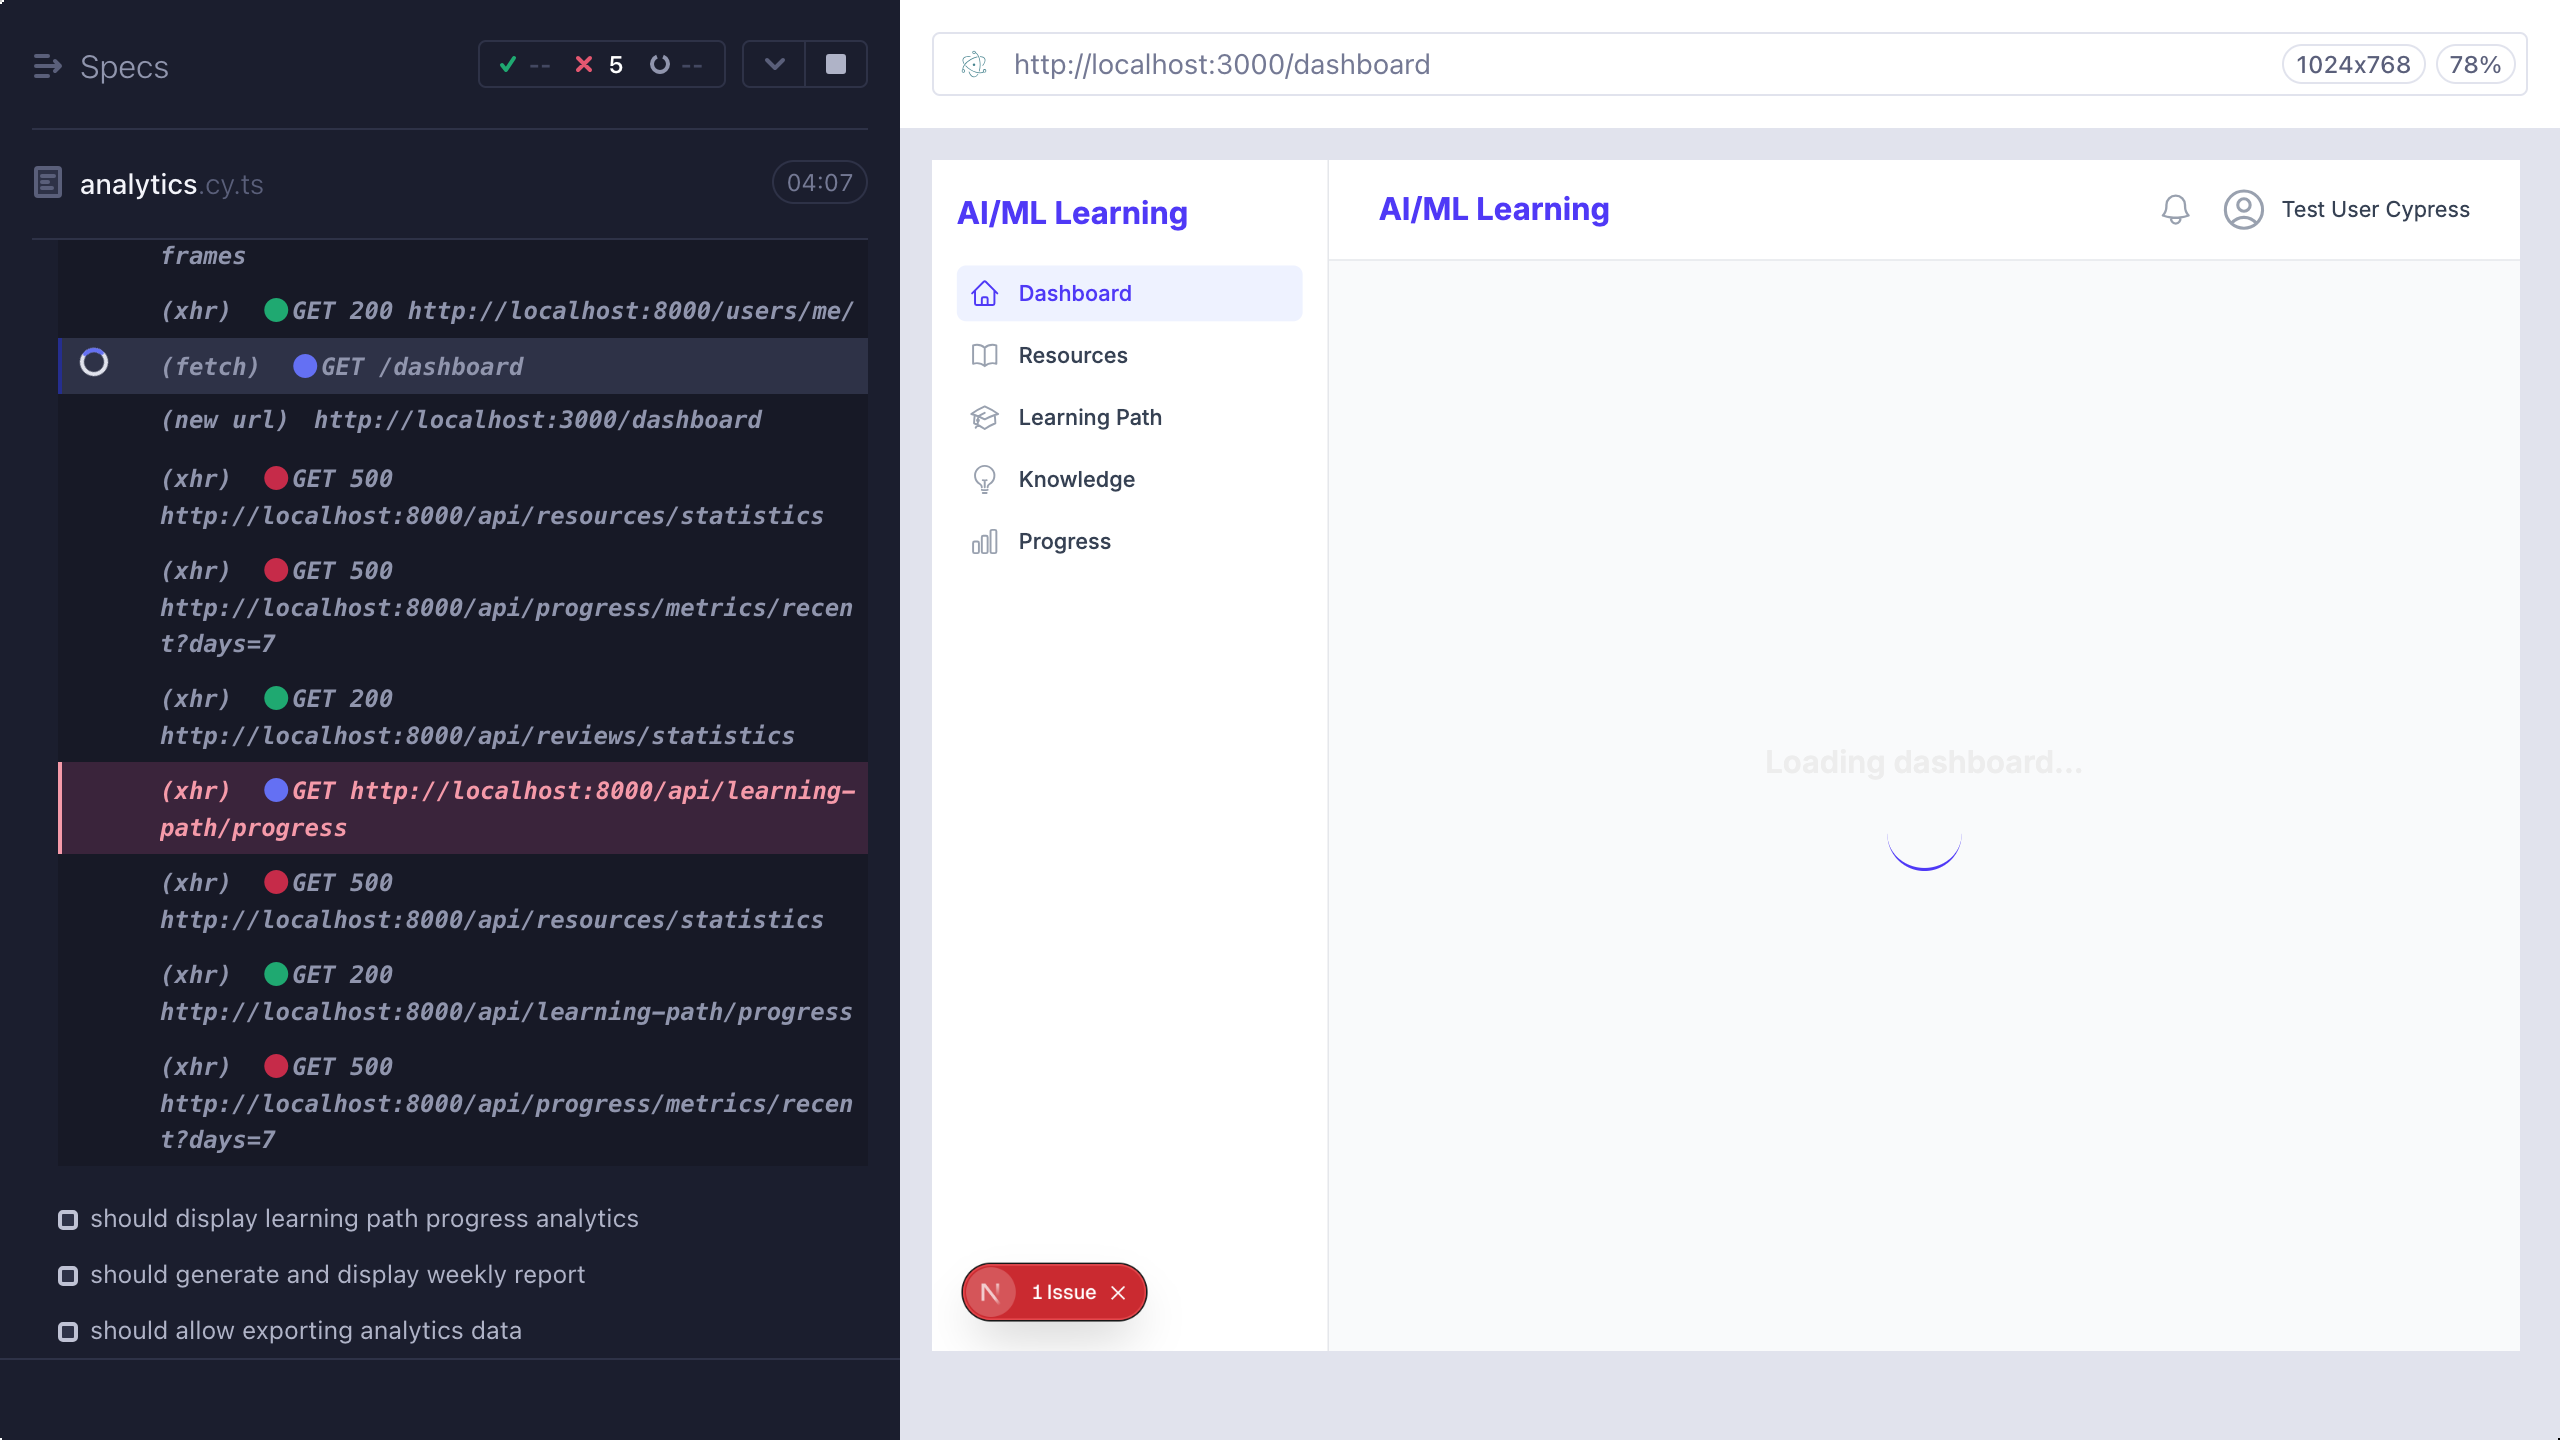 Specs
--
5
--
analytics.cy.ts
04:07
frames
(xhr) GET 200 http://localhost:8000/users/me/
(fetch) GET /dashboard
(new url) http://localhost:3000/dashboard
(xhr) GET 500
http://localhost:8000/api/resources/statistics
(xhr) GET 500
http://localhost:8000/api/progress/metrics/recen
t?days=7
(xhr) GET 200
http://localhost:8000/api/reviews/statistics
(xhr) GET http://localhost:8000/api/learning-
path/progress
(xhr) GET 500
http://localhost:8000/api/resources/statistics
(xhr) GET 200
http://localhost:8000/api/learning-path/progress
(xhr) GET 500
http://localhost:8000/api/progress/metrics/recen
t?days=7
should display learning path progress analytics
should generate and display weekly report
should allow exporting analytics data
http://localhost:3000/dashboard
1024x768
78%
AI/ML Learning
Dashboard
Resources
Learning Path
Knowledge
Progress
N 1 Issue
AI/ML Learning
Test User Cypress
Loading dashboard...